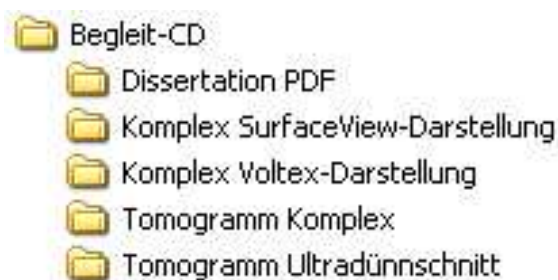 Begleit-CD
Dissertation PDF
Komplex SurfaceView-Darstellung
Komplex Voltex-Darstellung
Tomogramm Komplex
Tomogramm Ultradünnschnitt